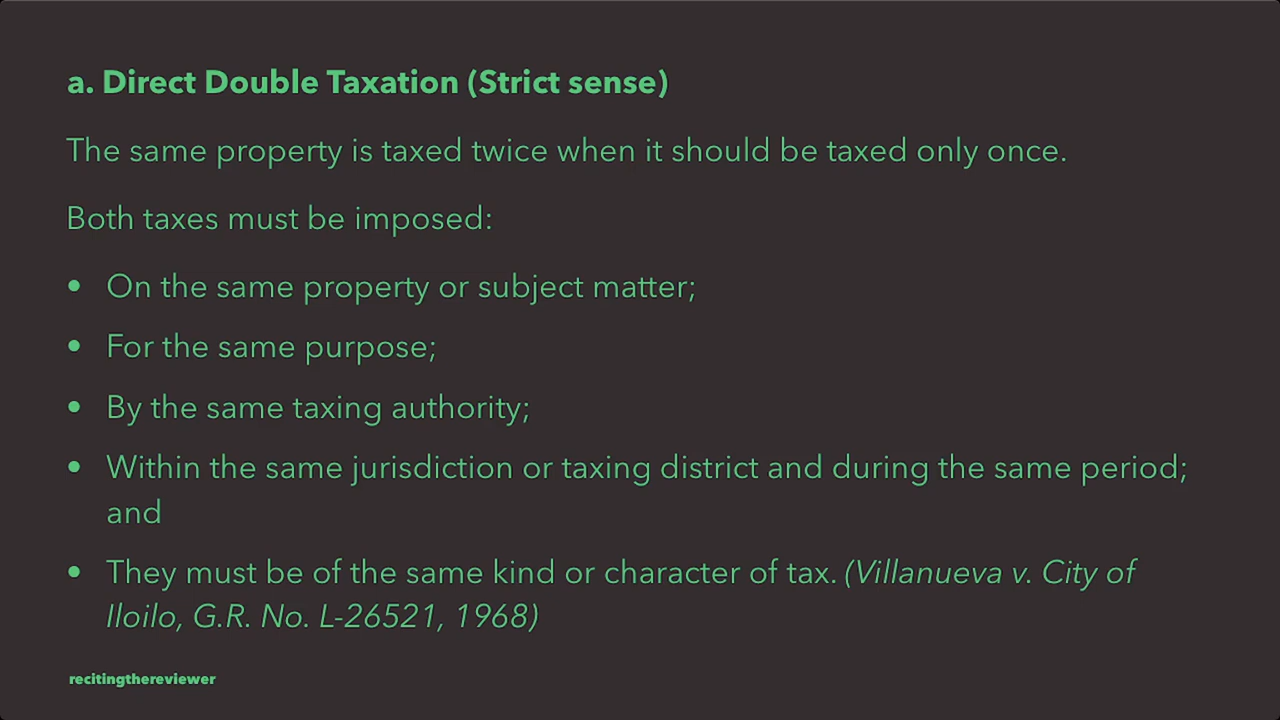 a. Direct Double Taxation (Strict sense)
The same property is taxed twice when it should be taxed only once.
Both taxes must be imposed:
• On the same property or subject matter;
• For the same purpose;
• By the same taxing authority;
• Within the same jurisdiction or taxing district and during the same period;
and
• They must be of the same kind or character of tax. (Villanueva v. City of
Iloilo, G.R. No. L-26521, 1968)
recitingthereviewer